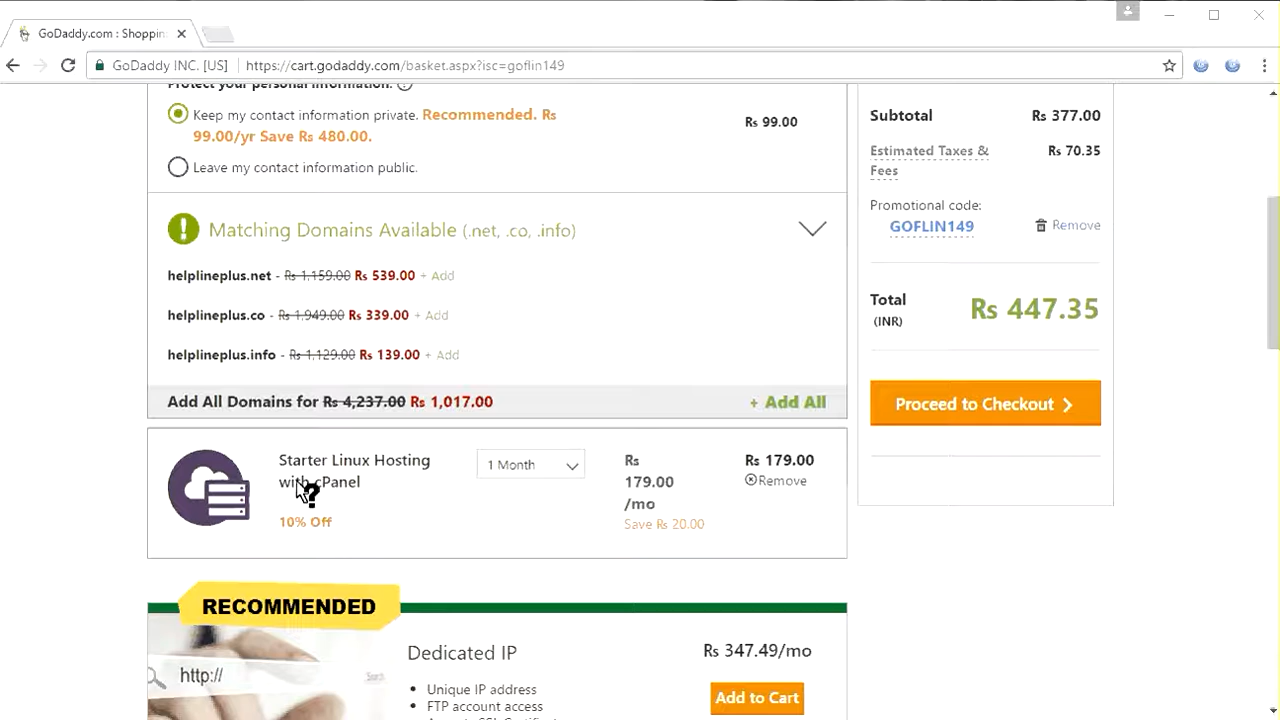 GoDaddy.com : Shoppin
GoDaddy INC. [US] | https://cart.godaddy.com/basket.aspx?isc=goflin149
Protect your personal information.
Keep my contact information private. Recommended. Rs
99.00/yr Save Rs 480.00.
Rs 99.00
Leave my contact information public.
Matching Domains Available (.net, .co, .info)
helplineplus.net - Rs 1,159.00 Rs 539.00 + Add
helplineplus.co - Rs 1,949.00 Rs 339.00 + Add
helplineplus.info - Rs 1,129.00 Rs 139.00 + Add
Add All Domains for Rs 4,237.00 Rs 1,017.00 + Add All
Starter Linux Hosting
with cPanel
10% Off
1 Month
Rs
179.00
/mo
Save Rs 20.00
Rs 179.00
Remove
RECOMMENDED
http://
Search
Dedicated IP
Unique IP address
FTP account access
Rs 347.49/mo
Add to Cart
Subtotal Rs 377.00
Estimated Taxes & Rs 70.35
Fees
Promotional code:
GOFLIN149 Remove
Total Rs 447.35
(INR)
Proceed to Checkout